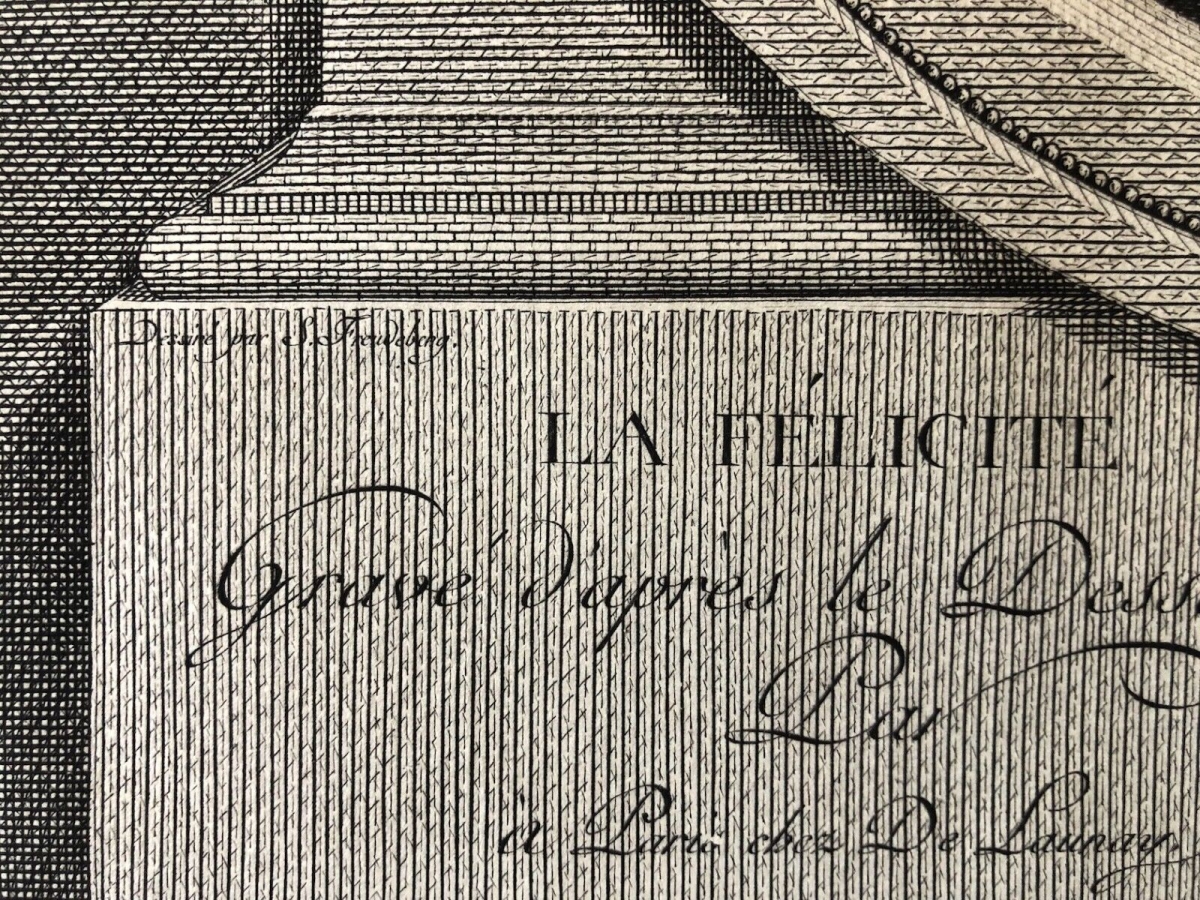 Dessiné par S. Freudeberg.
LA FÉLICITÉ
Gravé d'après le Dess
Par
à Paris chez De Launay,